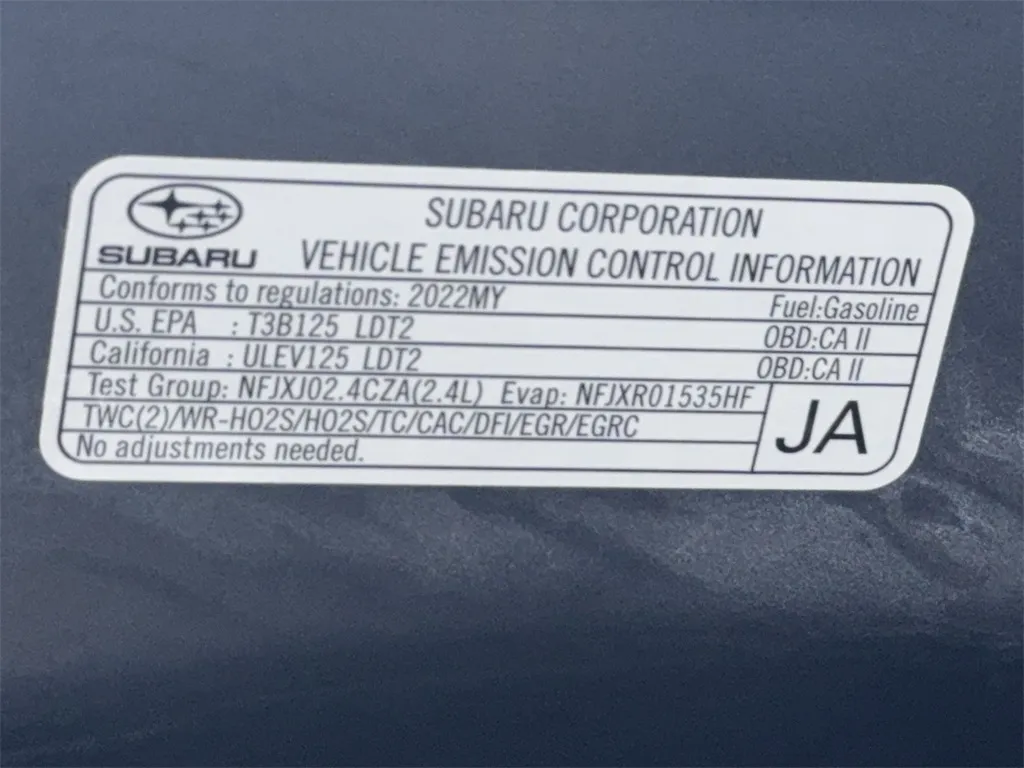 SUBARU
SUBARU CORPORATION
VEHICLE EMISSION CONTROL INFORMATION
Conforms to regulations: 2022MY Fuel:Gasoline
U.S. EPA : T3B125 LDT2 OBD:CA II
California : ULEV125 LDT2 OBD:CA II
Test Group: NFJXJ02.4CZA(2.4L) Evap: NFJXR01535HF
TWC(2)/WR-HO2S/HO2S/TC/CAC/DFI/EGR/EGRC
No adjustments needed.
JA